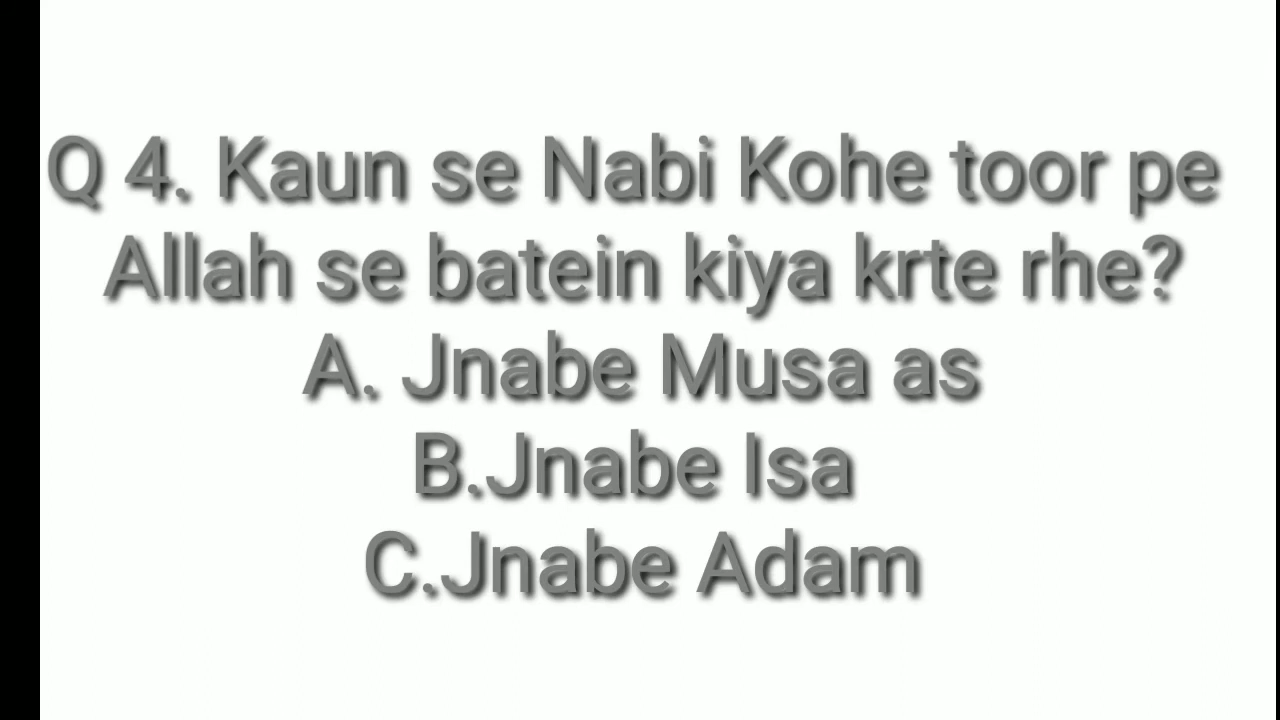 Q 4. Kaun se Nabi Kohe toor pe
Allah se batein kiya krte rhe?
A. Jnabe Musa as
B.Jnabe Isa
C.Jnabe Adam